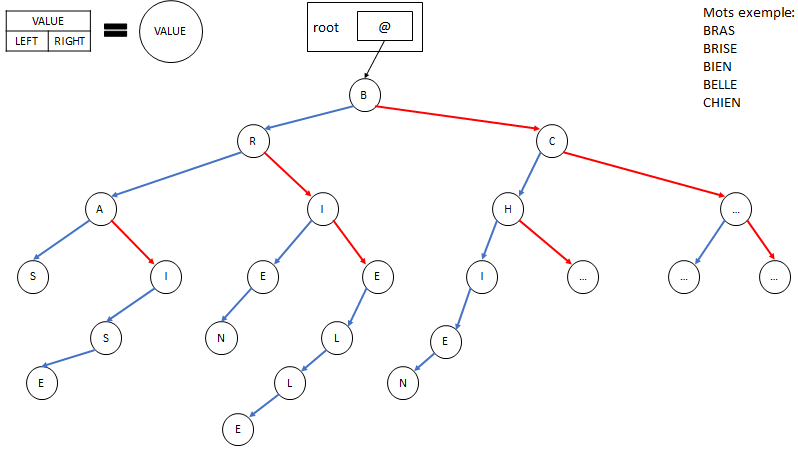 VALUE
LEFT RIGHT
VALUE
root @
Mots exemple:
BRAS
BRISE
BIEN
BELLE
CHIEN
B
R C
A I H ...
S I E E I ... ... ...
S N L E
E L N
E